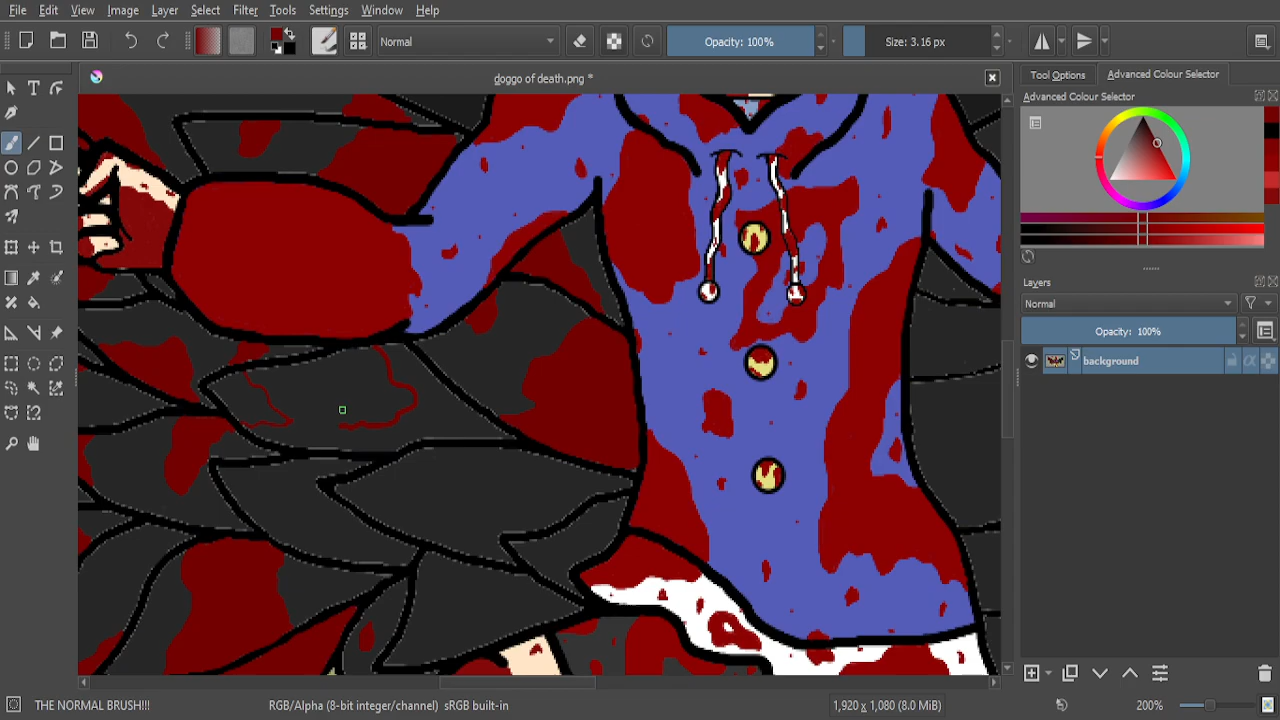 File Edit View Image Layer Select Filter Tools Settings Window Help
Normal Opacity: 100% Size: 3.16 px
doggo of death.png *
Tool Options Advanced Colour Selector
Advanced Colour Selector
Layers
Normal
Opacity: 100%
background
THE NORMAL BRUSH!!! RGB/Alpha (8-bit integer/channel) sRGB built-in 1,920 x 1,080 (8.0 MiB) 200%